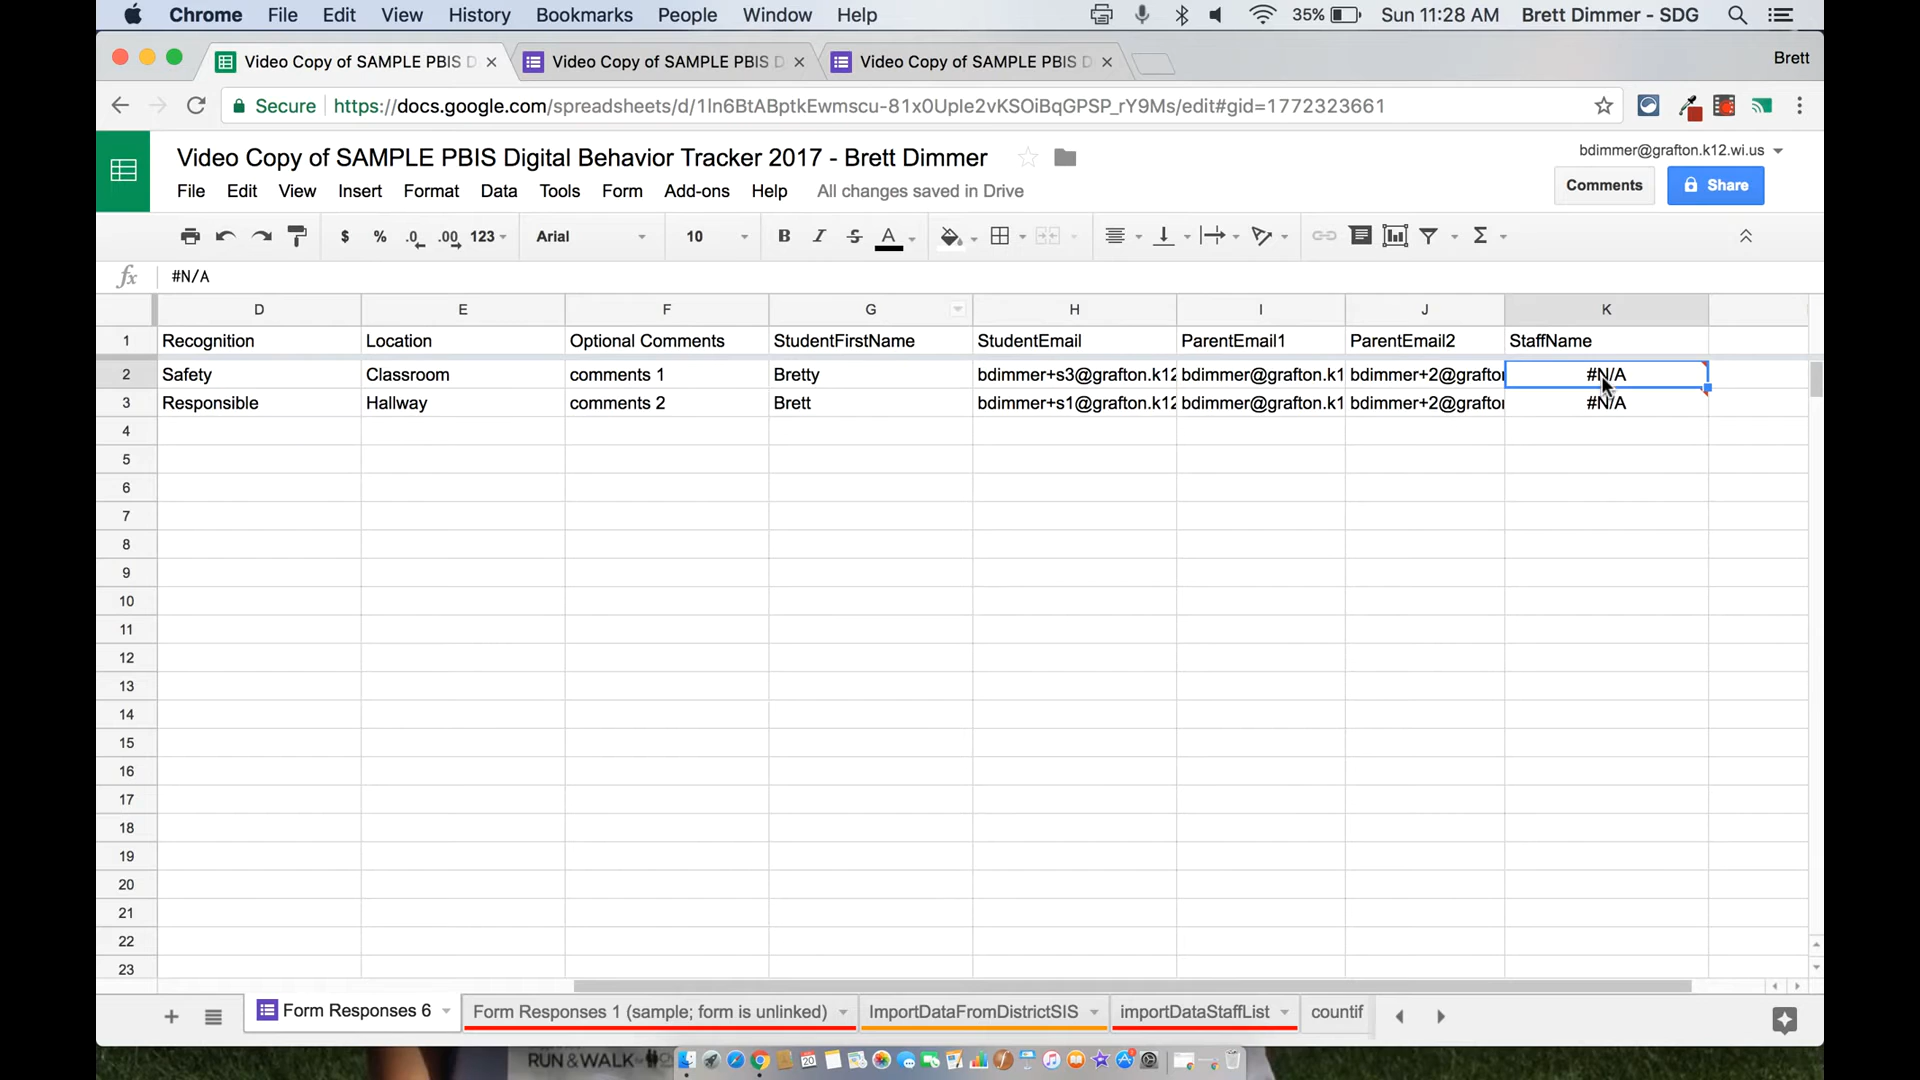 Chrome File Edit View History Bookmarks People Window Help 35% Sun 11:28 AM Brett Dimmer - SDG
Video Copy of SAMPLE PBIS D Video Copy of SAMPLE PBIS D Video Copy of SAMPLE PBIS D Brett
Secure https://docs.google.com/spreadsheets/d/1ln6BtABptkEwmscu-81x0Uple2vKSOiBqGPSP_rY9Ms/edit#gid=1772323661
Video Copy of SAMPLE PBIS Digital Behavior Tracker 2017 - Brett Dimmer
bdimmer@grafton.k12.wi.us
File Edit View Insert Format Data Tools Form Add-ons Help All changes saved in Drive
Comments Share
$ % .0 .00 123 Arial 10 B I S A Σ
fx #N/A
D E F G H I J K
1 Recognition Location Optional Comments StudentFirstName StudentEmail ParentEmail1 ParentEmail2 StaffName
2 Safety Classroom comments 1 Bretty bdimmer+s3@grafton.k12 bdimmer@grafton.k1 bdimmer+2@grafto #N/A
3 Responsible Hallway comments 2 Brett bdimmer+s1@grafton.k12 bdimmer@grafton.k1 bdimmer+2@grafto #N/A
4
5
6
7
8
9
10
11
12
13
14
15
16
17
18
19
20
21
22
23
Form Responses 6 Form Responses 1 (sample; form is unlinked) ImportDataFromDistrictSIS importDataStaffList countif
RUN & WALK
20